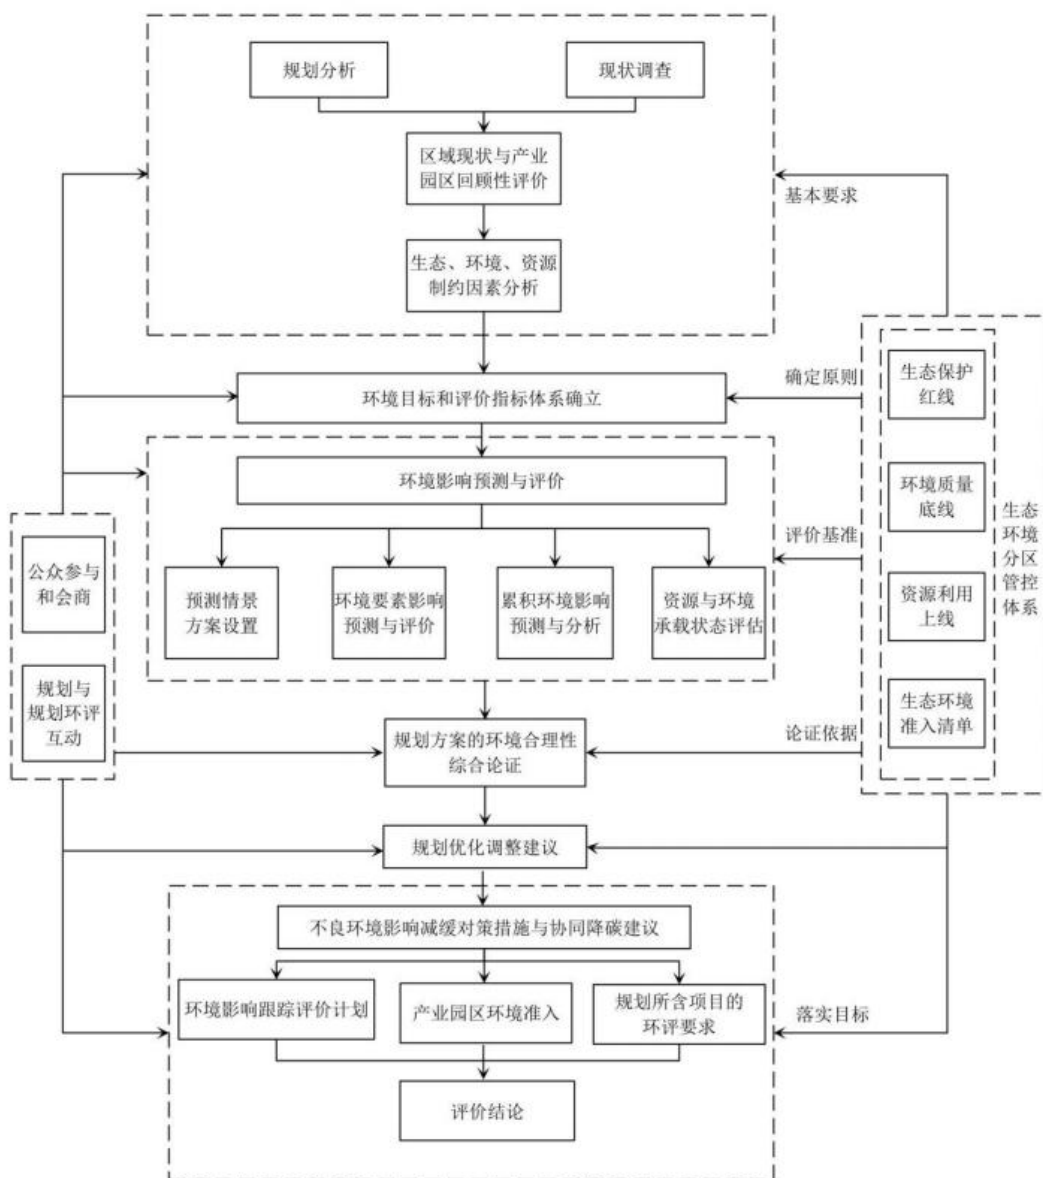 规划分析
现状调查
区域现状与产业
园区回顾性评价
基本要求
生态、环境、资源
制约因素分析
确定原则
环境目标和评价指标体系确立
生态保护
红线
环境影响预测与评价
环境质量
底线
生态
环境
分区
管控
体系
评价基准
公众参与
和会商
预测情景
方案设置
环境要素影响
预测与评价
累积环境影响
预测与分析
资源与环境
承载状态评估
资源利用
上线
规划与
规划环评
互动
生态环境
准入清单
规划方案的环境合理性
综合论证
论证依据
规划优化调整建议
不良环境影响减缓对策措施与协同降碳建议
环境影响跟踪评价计划
产业园区环境准入
规划所含项目的
环评要求
落实目标
评价结论